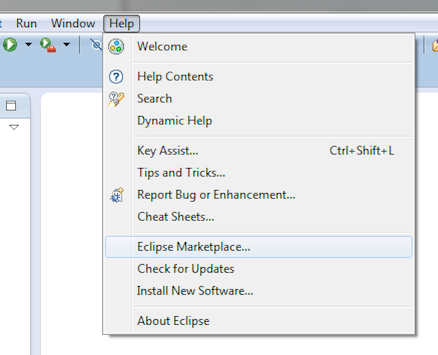 Run Window Help
Welcome
Help Contents
Search
Dynamic Help
Key Assist... Ctrl+Shift+L
Tips and Tricks...
Report Bug or Enhancement...
Cheat Sheets...
Eclipse Marketplace...
Check for Updates
Install New Software...
About Eclipse